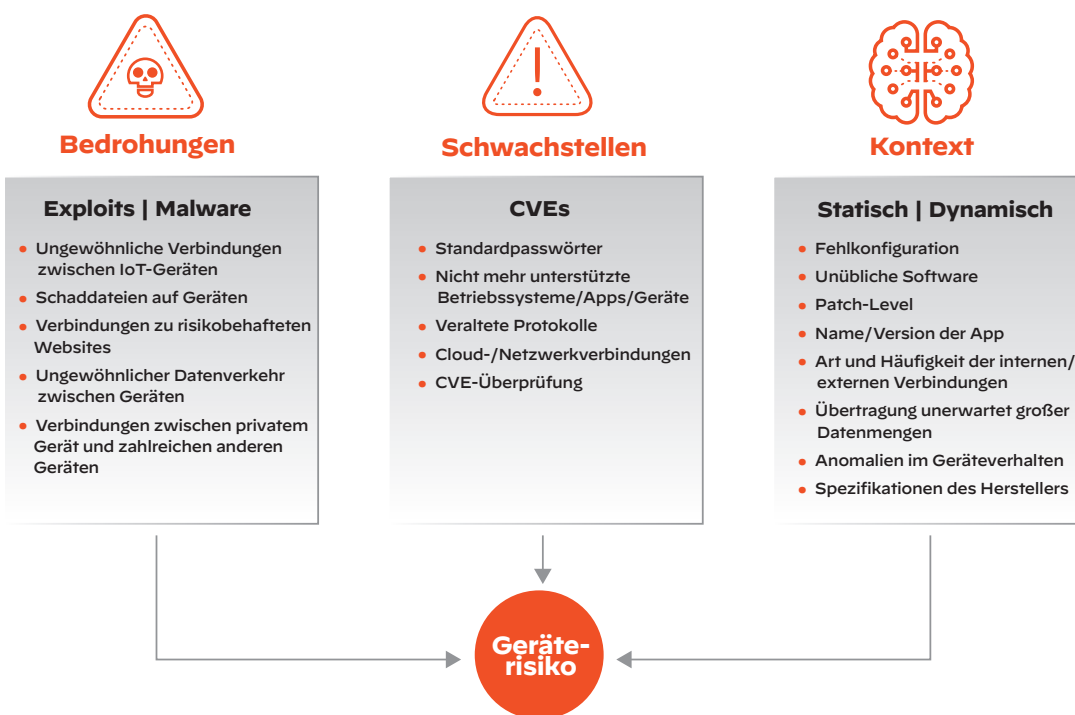 Bedrohungen
Exploits | Malware
Ungewöhnliche Verbindungen
zwischen IoT-Geräten
Schaddateien auf Geräten
Verbindungen zu risikobehafteten
Websites
Ungewöhnlicher Datenverkehr
zwischen Geräten
Verbindungen zwischen privatem
Gerät und zahlreichen anderen
Geräten
Schwachstellen
CVEs
Standardpasswörter
Nicht mehr unterstützte
Betriebssysteme/Apps/Geräte
Veraltete Protokolle
Cloud-/Netzwerkverbindungen
CVE-Überprüfung
Kontext
Statisch | Dynamisch
Fehlkonfiguration
Unübliche Software
Patch-Level
Name/Version der App
Art und Häufigkeit der internen/
externen Verbindungen
Übertragung unerwartet großer
Datenmengen
Anomalien im Geräteverhalten
Spezifikationen des Herstellers
Geräte-
risiko